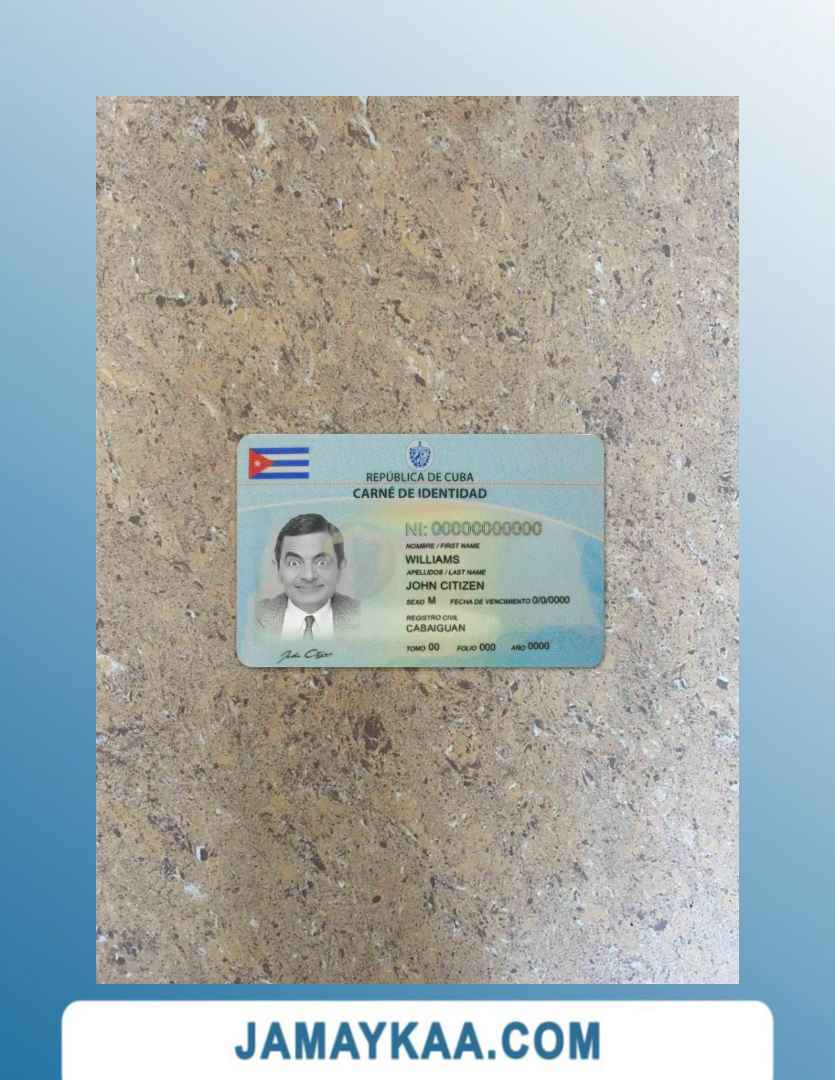 REPÚBLICA DE CUBA
CARNÉ DE IDENTIDAD
NI: 00000000000
NOMBRE / FIRST NAME
WILLIAMS
APELLIDOS / LAST NAME
JOHN CITIZEN
SEXO M FECHA DE VENCIMIENTO 0/0/0000
REGISTRO CIVIL
CABAIGUAN
TOMO 00 FOLIO 000 AÑO 0000
John Citizen
JAMAYKAA.COM